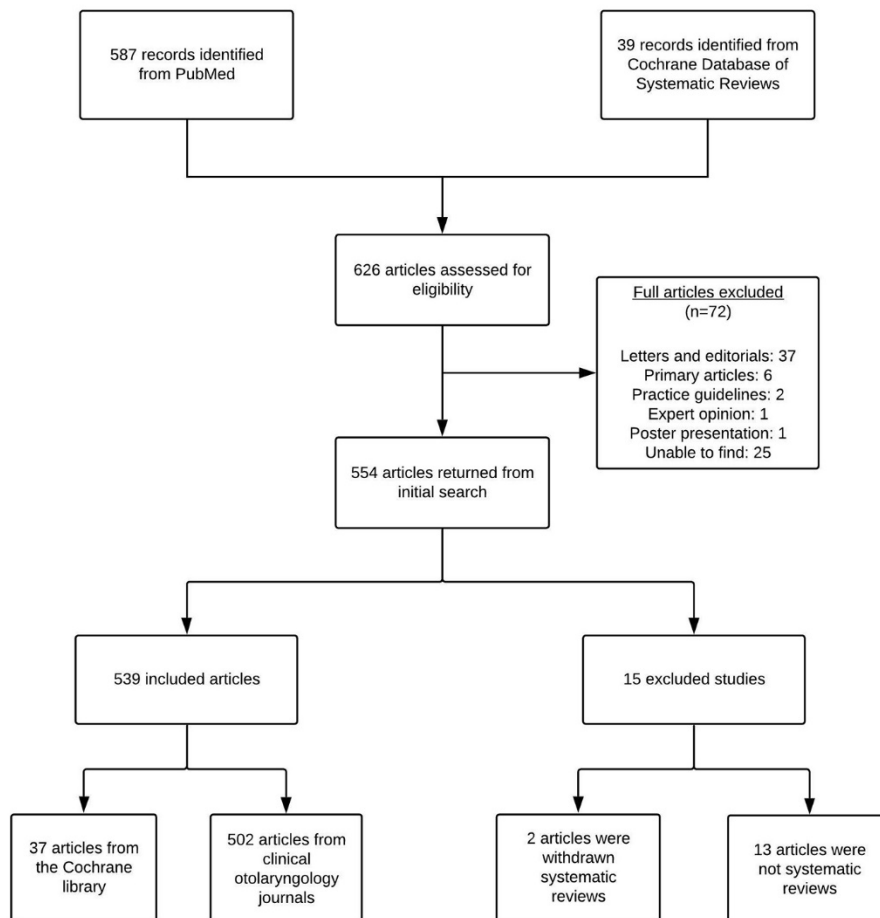 587 records identified
from PubMed
39 records identified from
Cochrane Database of
Systematic Reviews
626 articles assessed for
eligibility
Full articles excluded
(n=72)
Letters and editorials: 37
Primary articles: 6
Practice guidelines: 2
Expert opinion: 1
Poster presentation: 1
Unable to find: 25
554 articles returned from
initial search
539 included articles
15 excluded studies
37 articles from
the Cochrane
library
502 articles from
clinical
otolaryngology
journals
2 articles were
withdrawn
systematic
reviews
13 articles were
not systematic
reviews